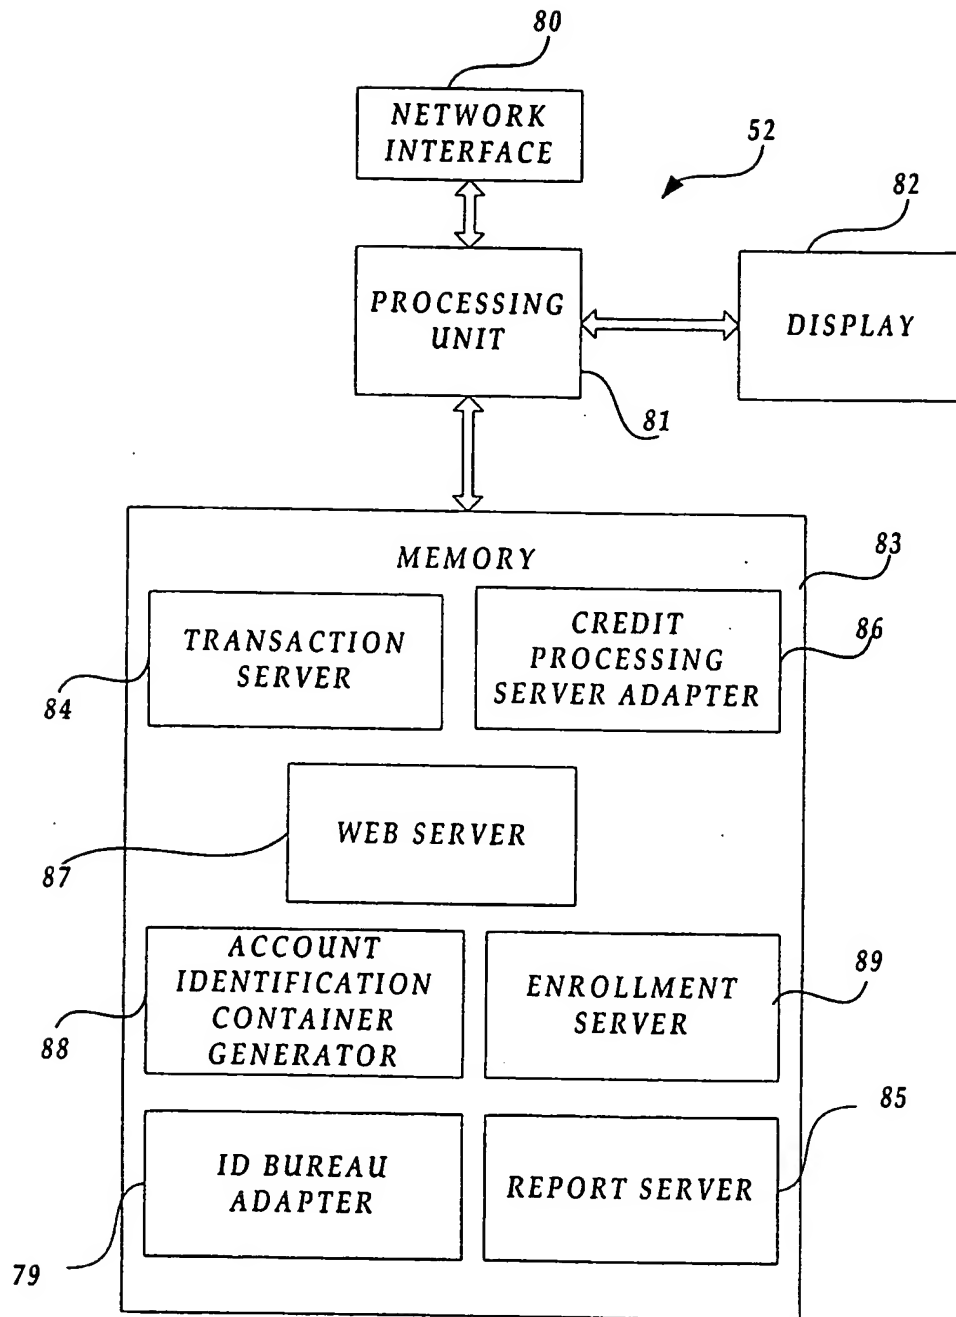 80
NETWORK
INTERFACE
52
82
PROCESSING
UNIT
DISPLAY
81
MEMORY
83
TRANSACTION
SERVER
84
CREDIT
PROCESSING
SERVER ADAPTER
86
WEB SERVER
87
ACCOUNT
IDENTIFICATION
CONTAINER
GENERATOR
88
ENROLLMENT
SERVER
89
ID BUREAU
ADAPTER
79
REPORT SERVER
85